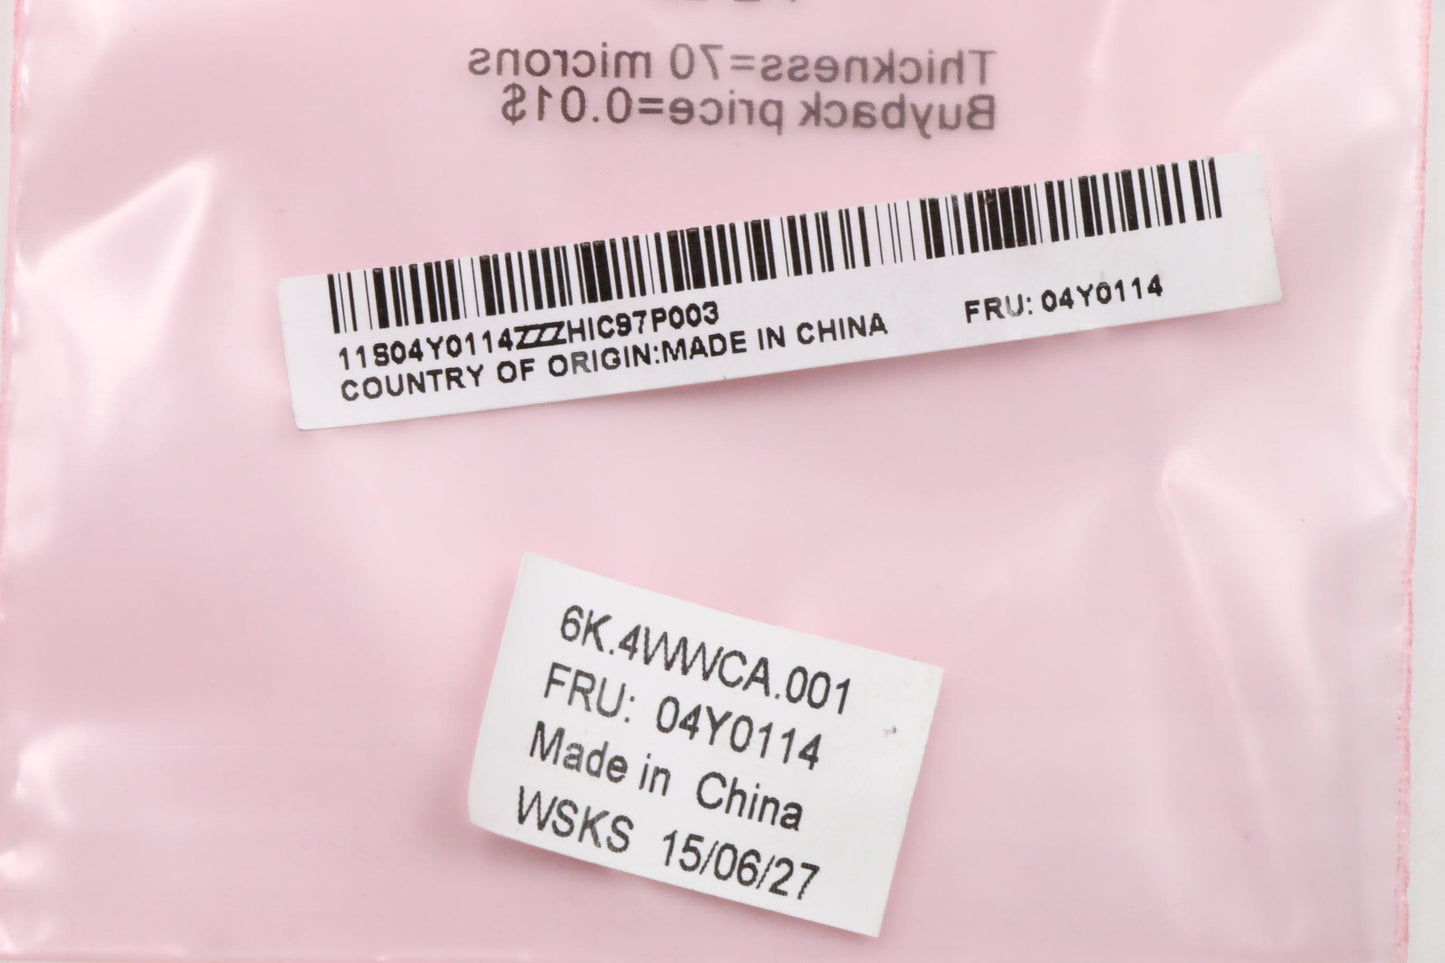 Thickness=70 microns
Buyback price=0.01$
11S04Y0114ZZZHIC97P003
COUNTRY OF ORIGIN:MADE IN CHINA
FRU: 04Y0114
6K.4WWCA.001
FRU: 04Y0114
Made in China
WSKS 15/06/27